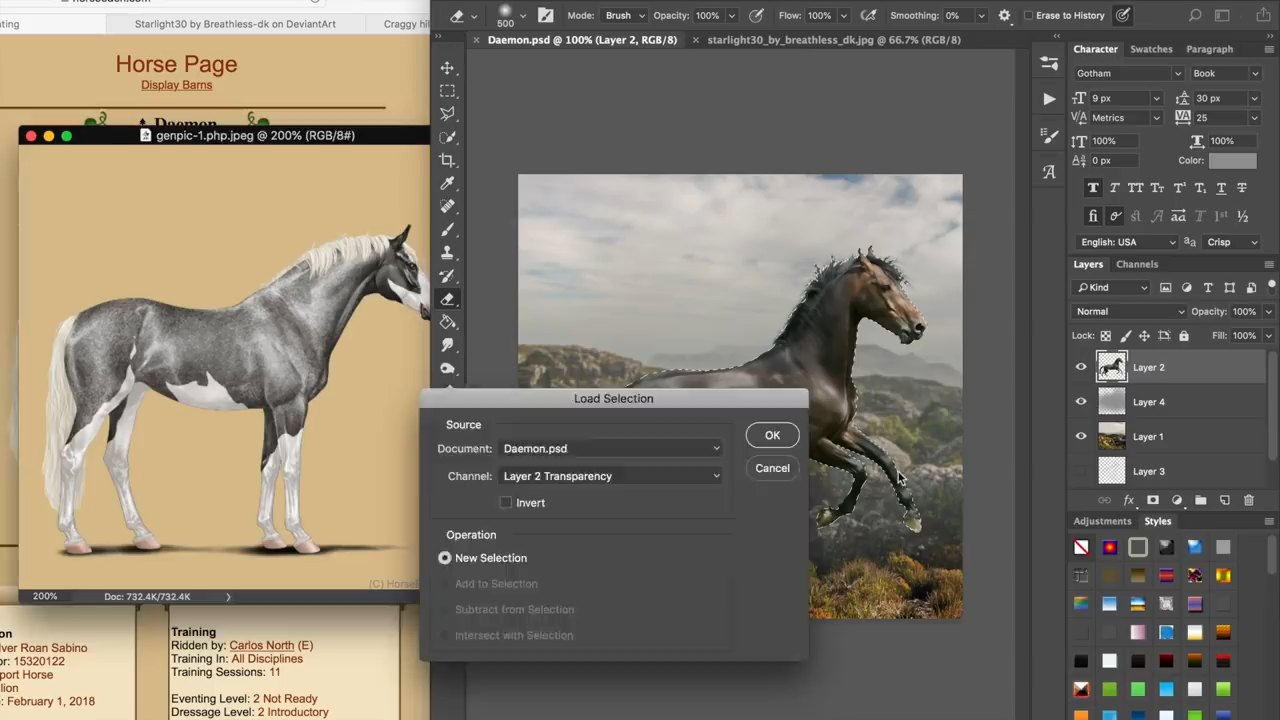 Starlight30 by Breathless-dk on DeviantArt
Craggy hil
Horse Page
Display Barns
Daemon
genpic-1.php.jpeg @ 200% (RGB/8#)
200%
Doc: 732.4K/732.4K
lver Roan Sabino
or: 15320122
port Horse
lion
e: February 1, 2018
Training
Ridden by: Carlos North (E)
Training In: All Disciplines
Training Sessions: 11
Eventing Level: 2 Not Ready
Dressage Level: 2 Introductory
500
Mode: Brush
Opacity: 100%
Flow: 100%
Smoothing: 0%
Erase to History
Daemon.psd @ 100% (Layer 2, RGB/8)
starlight30_by_breathless_dk.jpg @ 66.7% (RGB/8)
Load Selection
Source
Document: Daemon.psd
Channel: Layer 2 Transparency
Invert
OK
Cancel
Operation
New Selection
Add to Selection
Subtract from Selection
Intersect with Selection
Character
Swatches
Paragraph
Gotham
Book
9 px
30 px
Metrics
25
100%
100%
0 px
Color:
English: USA
Crisp
Layers
Channels
Kind
Normal
Opacity: 100%
Lock:
Fill: 100%
Layer 2
Layer 4
Layer 1
Layer 3
Adjustments
Styles